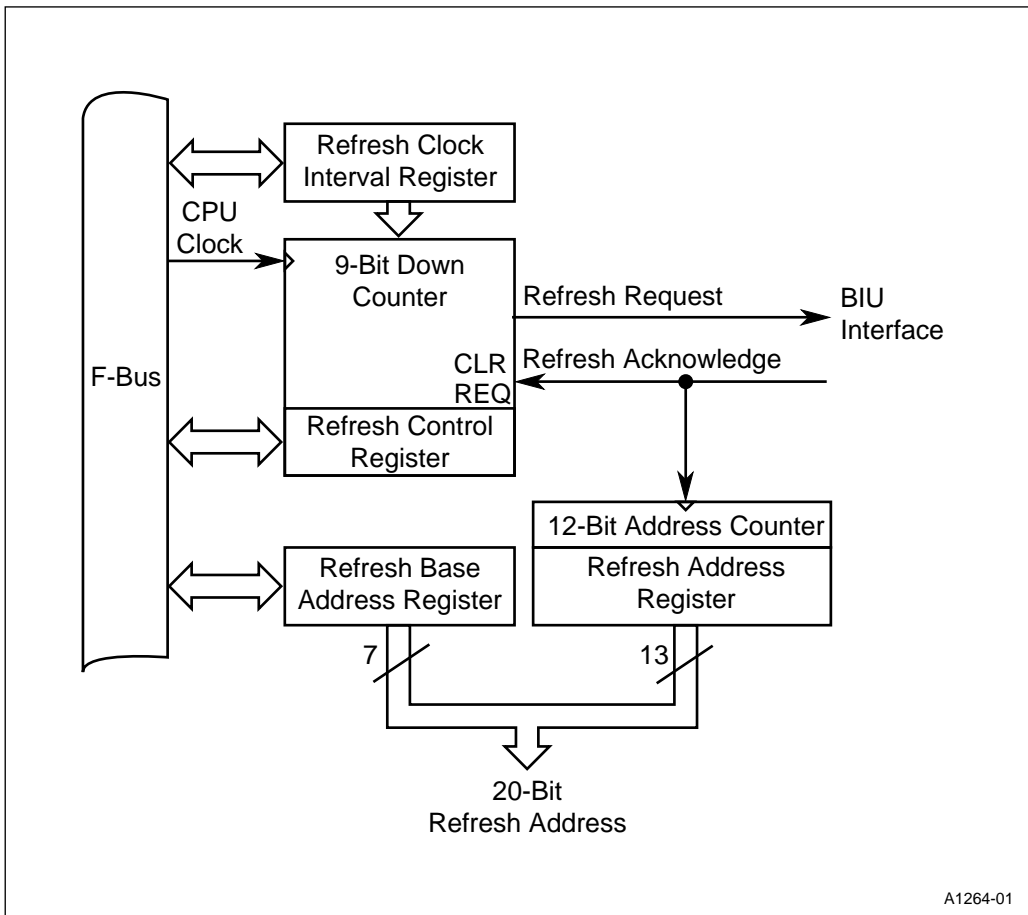 Refresh Clock
Interval Register
CPU
Clock
9-Bit Down
Counter
Refresh Request
BIU
Interface
CLR
REQ
Refresh Acknowledge
F-Bus
Refresh Control
Register
12-Bit Address Counter
Refresh Base
Address Register
Refresh Address
Register
7
13
20-Bit
Refresh Address
A1264-01